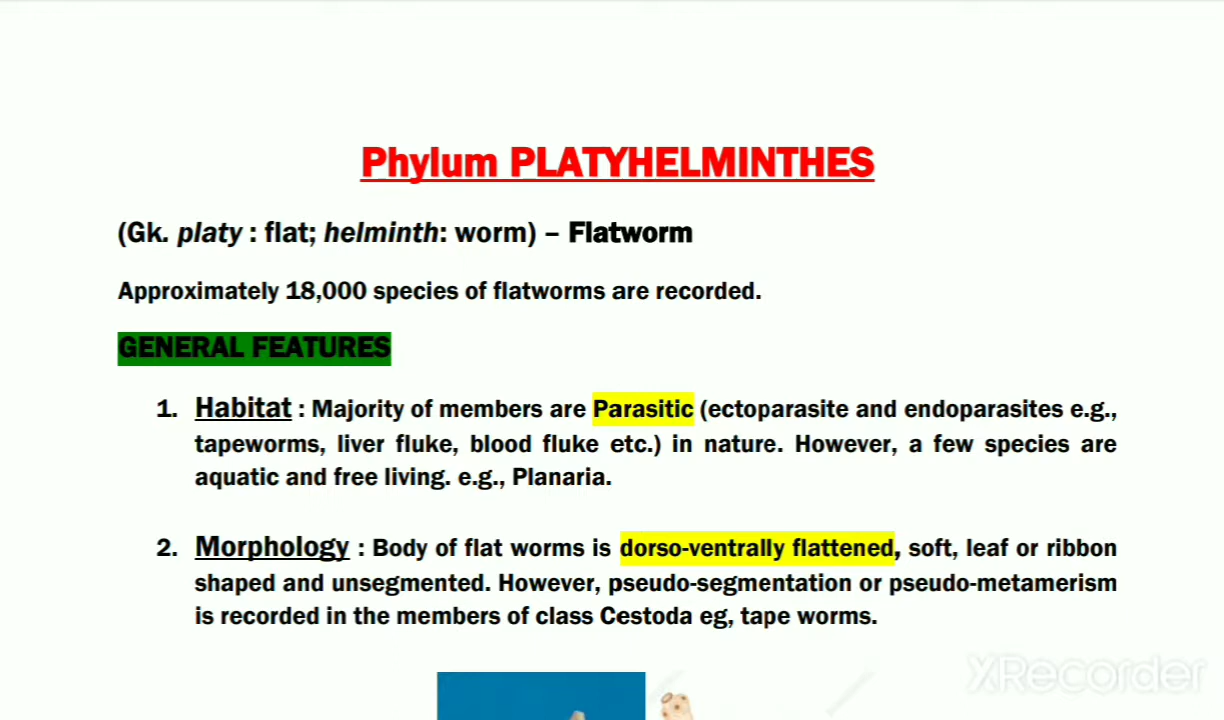 Phylum PLATYHELMINTHES
(Gk. platy : flat; helminth: worm) – Flatworm
Approximately 18,000 species of flatworms are recorded.
GENERAL FEATURES
1. Habitat : Majority of members are Parasitic (ectoparasite and endoparasites e.g.,
tapeworms, liver fluke, blood fluke etc.) in nature. However, a few species are
aquatic and free living. e.g., Planaria.
2. Morphology : Body of flat worms is dorso-ventrally flattened, soft, leaf or ribbon
shaped and unsegmented. However, pseudo-segmentation or pseudo-metamerism
is recorded in the members of class Cestoda eg, tape worms.
XRecorder